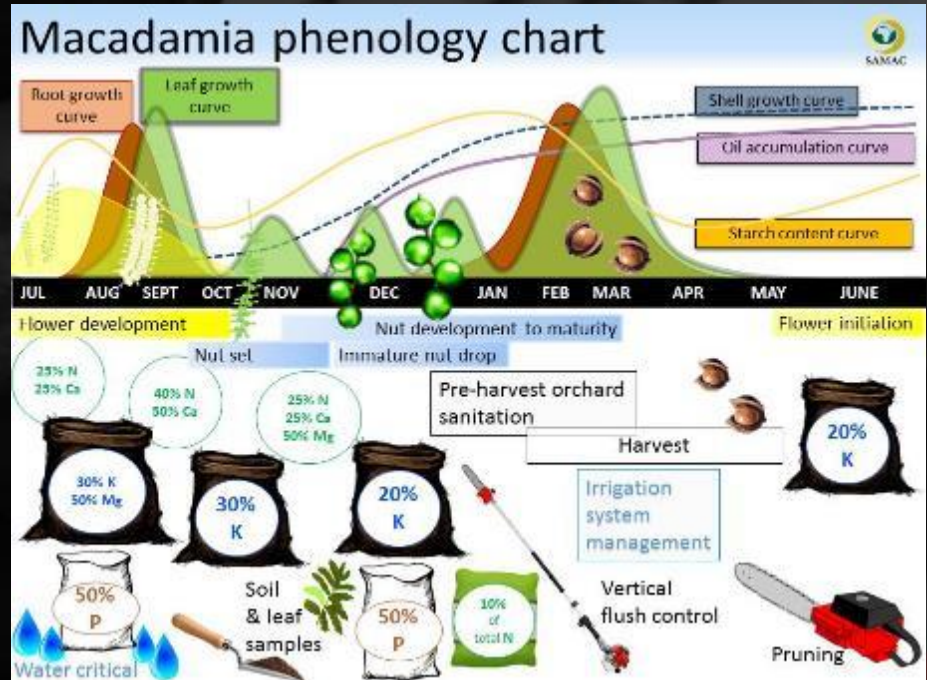 Macadamia phenology chart
SAMAC
Root growth
curve
Leaf growth
curve
Shell growth curve
Oil accumulation curve
Starch content curve
JUL AUG SEPT OCT NOV DEC JAN FEB MAR APR MAY JUNE
Flower development
Nut development to maturity
Flower initiation
Nut set
Immature nut drop
25% N
25% Ca
40% N
50% Ca
25% N
25% Ca
50% Mg
Pre-harvest orchard
sanitation
Harvest
20%
K
30% K
50% Mg
30%
K
20%
K
Irrigation
system
management
50%
P
Soil
& leaf
samples
50%
P
10%
of
total N
Vertical
flush control
Pruning
Water critical